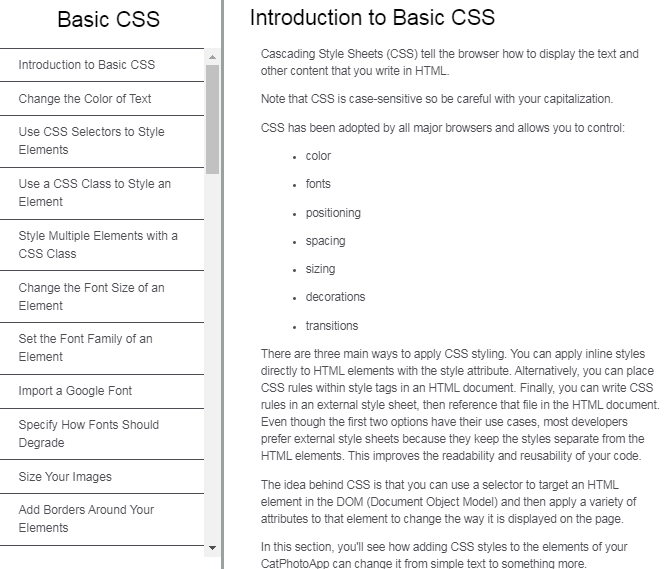 Basic CSS
Introduction to Basic CSS
Change the Color of Text
Use CSS Selectors to Style
Elements
Use a CSS Class to Style an
Element
Style Multiple Elements with a
CSS Class
Change the Font Size of an
Element
Set the Font Family of an
Element
Import a Google Font
Specify How Fonts Should
Degrade
Size Your Images
Add Borders Around Your
Elements
Introduction to Basic CSS
Cascading Style Sheets (CSS) tell the browser how to display the text and
other content that you write in HTML.
Note that CSS is case-sensitive so be careful with your capitalization.
CSS has been adopted by all major browsers and allows you to control:
• color
• fonts
• positioning
• spacing
• sizing
• decorations
• transitions
There are three main ways to apply CSS styling. You can apply inline styles
directly to HTML elements with the style attribute. Alternatively, you can place
CSS rules within style tags in an HTML document. Finally, you can write CSS
rules in an external style sheet, then reference that file in the HTML document.
Even though the first two options have their use cases, most developers
prefer external style sheets because they keep the styles separate from the
HTML elements. This improves the readability and reusability of your code.
The idea behind CSS is that you can use a selector to target an HTML
element in the DOM (Document Object Model) and then apply a variety of
attributes to that element to change the way it is displayed on the page.
In this section, you'll see how adding CSS styles to the elements of your
CatPhotoApp can change it from simple text to something more.